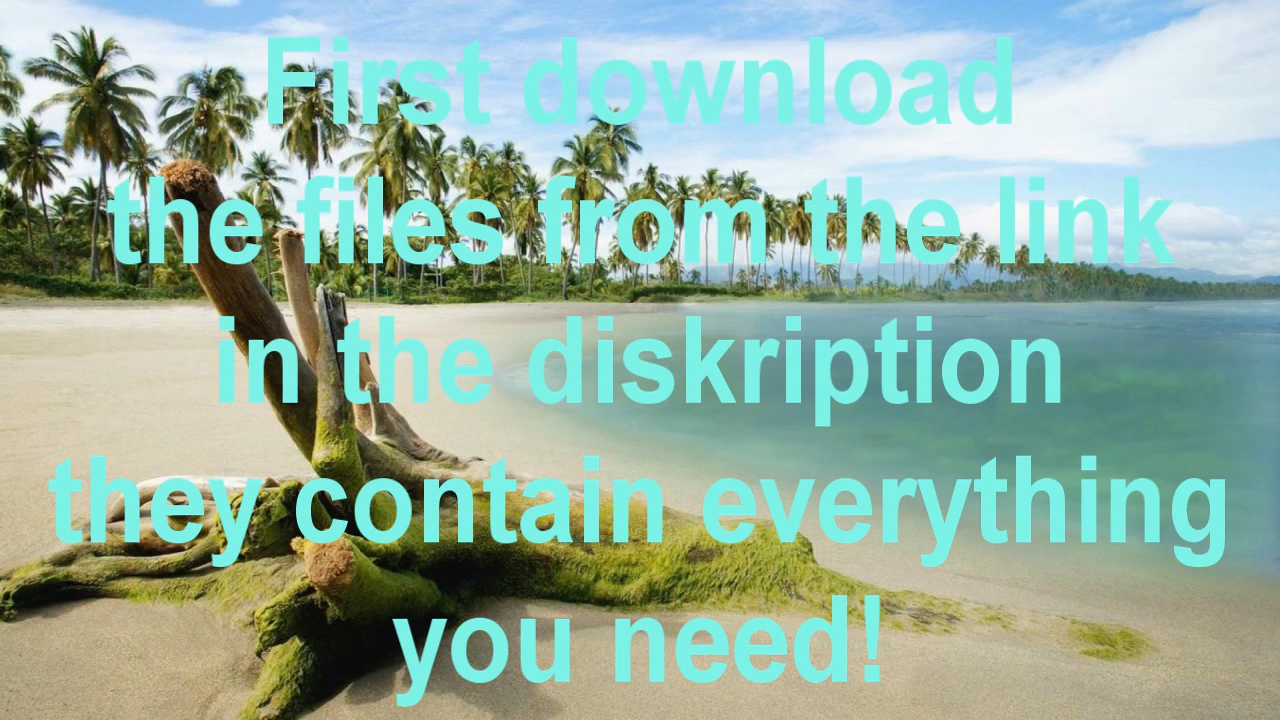 First download
the files from the link
in the diskription
they contain everything
you need!